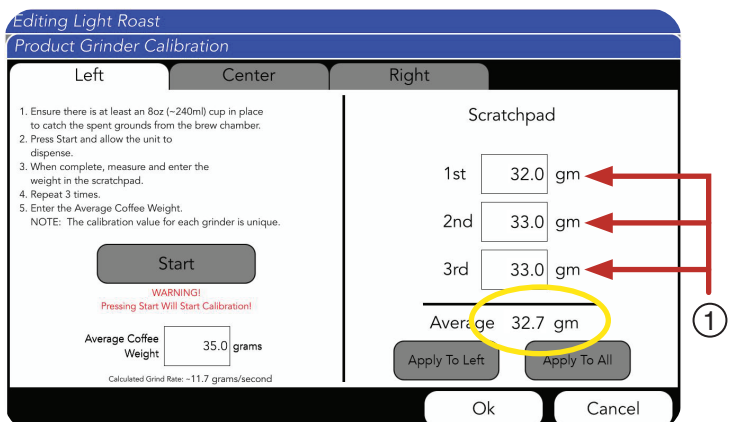 Editing Light Roast
Product Grinder Calibration
Left
Center
Right
1. Ensure there is at least an 8oz (~240ml) cup in place
to catch the spent grounds from the brew chamber.
2. Press Start and allow the unit to
dispense.
3. When complete, measure and enter the
weight in the scratchpad.
4. Repeat 3 times.
5. Enter the Average Coffee Weight.
NOTE: The calibration value for each grinder is unique.
Start
WARNING!
Pressing Start Will Start Calibration!
Average Coffee
Weight
35.0 grams
Calculated Grind Rate: ~11.7 grams/second
Scratchpad
1st 32.0 gm
2nd 33.0 gm
3rd 33.0 gm
Average 32.7 gm
Apply To Left
Apply To All
Ok
Cancel
1